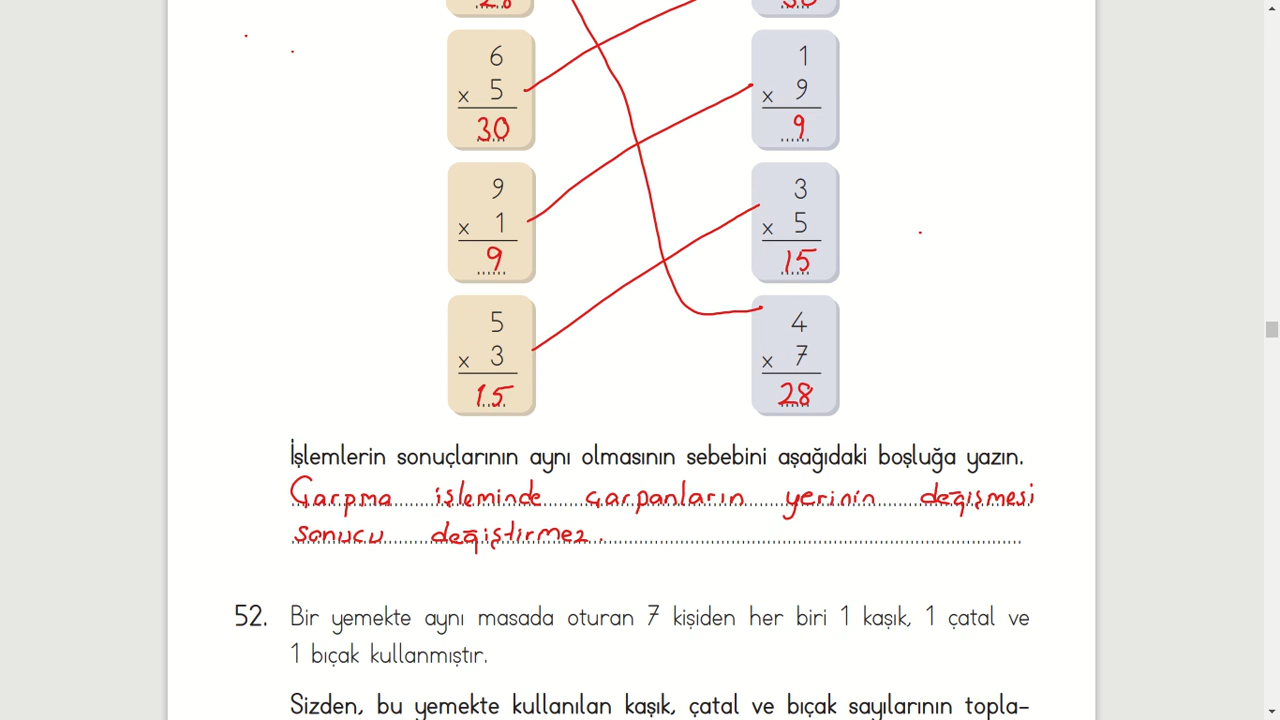 28
30
6
x 5
30
1
x 9
9
9
x 1
9
3
x 5
15
5
x 3
15
4
x 7
28
İşlemlerin sonuçlarının aynı olmasının sebebini aşağıdaki boşluğa yazın.
Çarpma işleminde çarpanların yerinin değişmesi
sonucu değiştirmez.
52. Bir yemekte aynı masada oturan 7 kişiden her biri 1 kaşık, 1 çatal ve
1 bıçak kullanmıştır.
Sizden, bu yemekte kullanılan kaşık, çatal ve bıçak sayılarının topla-